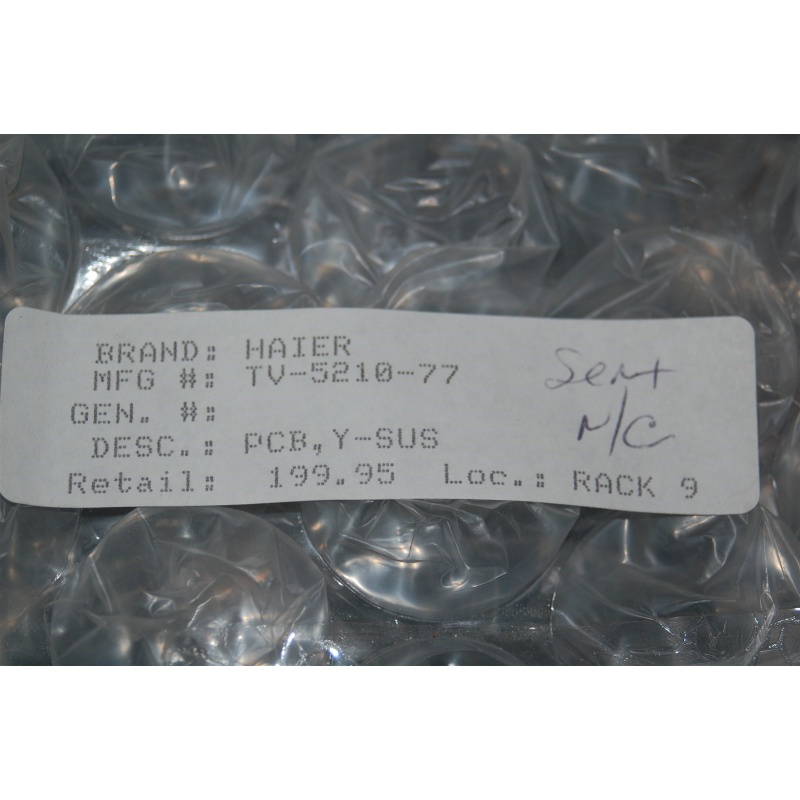 BRAND: HAIER
MFG #: TV-5210-77
GEN. #:
DESC.: PCB,Y-SUS
Retail: 199.95 Loc.: RACK 9
Sent
N/C